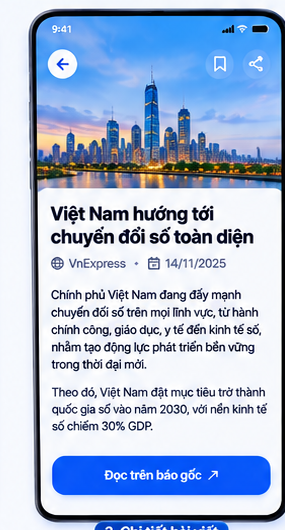 9:41
Việt Nam hướng tới
chuyển đổi số toàn diện
VnExpress • 14/11/2025
Chính phủ Việt Nam đang đẩy mạnh
chuyển đổi số trên mọi lĩnh vực, từ hành
chính công, giáo dục, y tế đến kinh tế số,
nhằm tạo động lực phát triển bền vững
trong thời đại mới.
Theo đó, Việt Nam đặt mục tiêu trở thành
quốc gia số vào năm 2030, với nền kinh tế
số chiếm 30% GDP.
Đọc trên báo gốc ↗